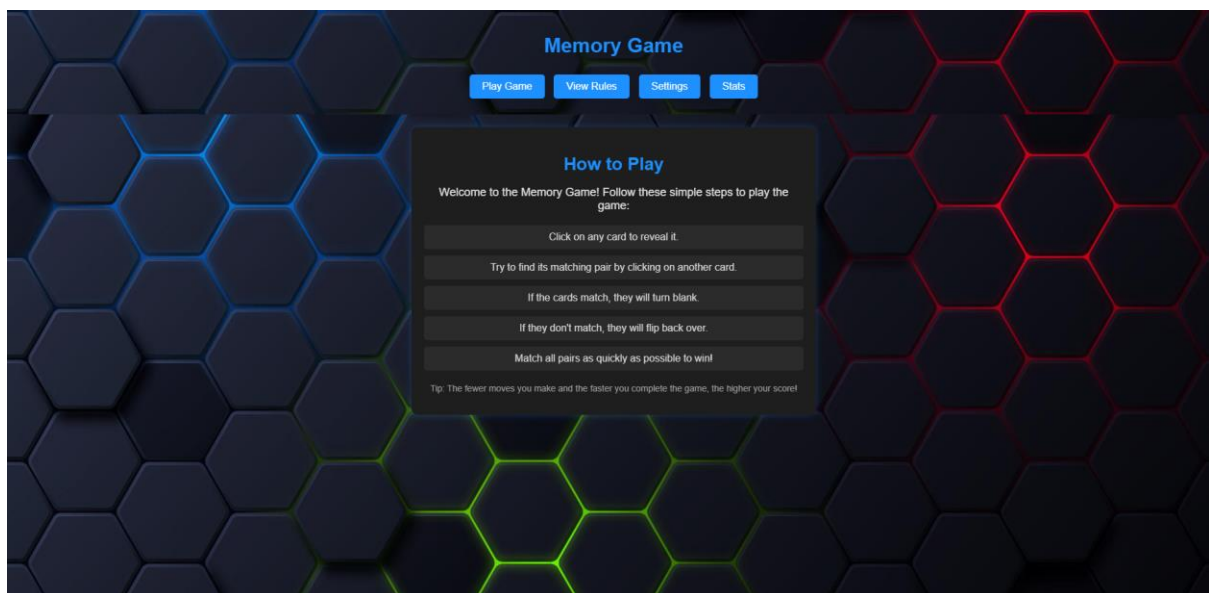 Memory Game
Play Game View Rules Settings Stats
How to Play
Welcome to the Memory Game! Follow these simple steps to play the
game:
Click on any card to reveal it.
Try to find its matching pair by clicking on another card.
If the cards match, they will turn blank.
If they don't match, they will flip back over.
Match all pairs as quickly as possible to win!
Tip: The fewer moves you make and the faster you complete the game, the higher your score!